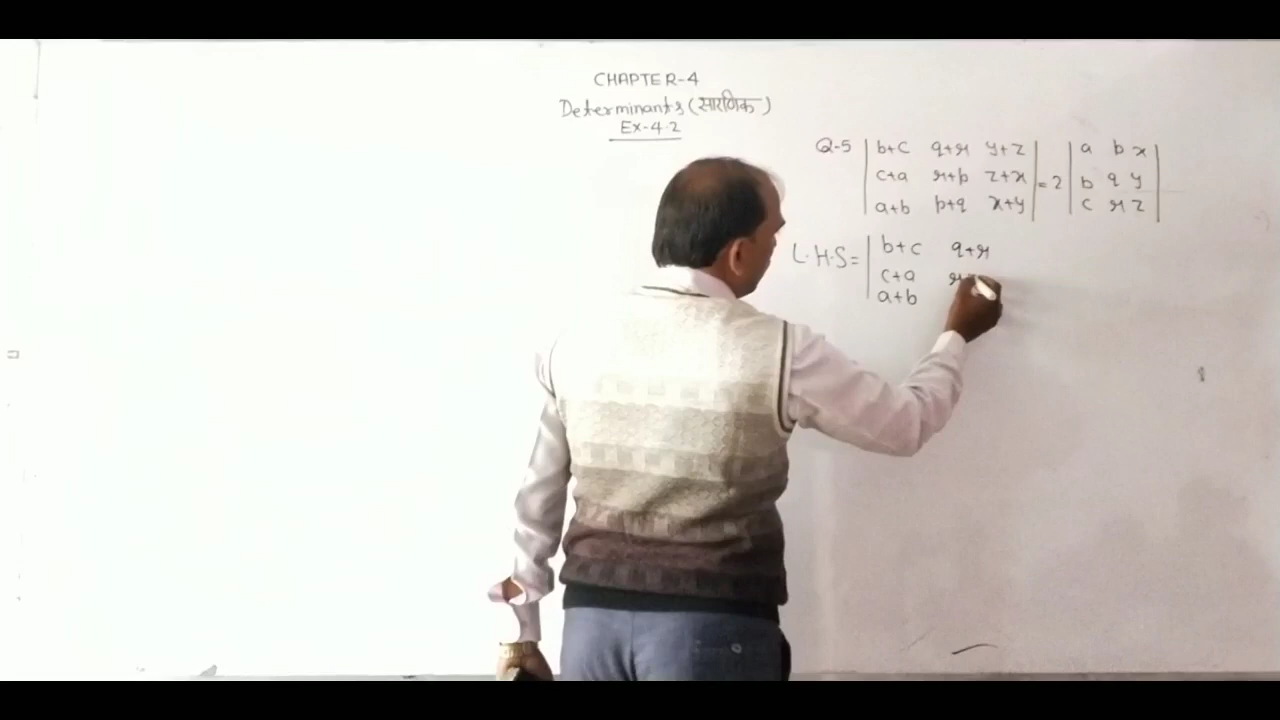 CHAPTER-4
Determinants (सारणिक)
Ex-4.2
Q-5 | b+c q+r y+z | = 2 | a p x |
| c+a r+p z+x | | b q y |
| a+b p+q x+y | | c r z |
L.H.S = | b+c q+r
| c+a r
| a+b